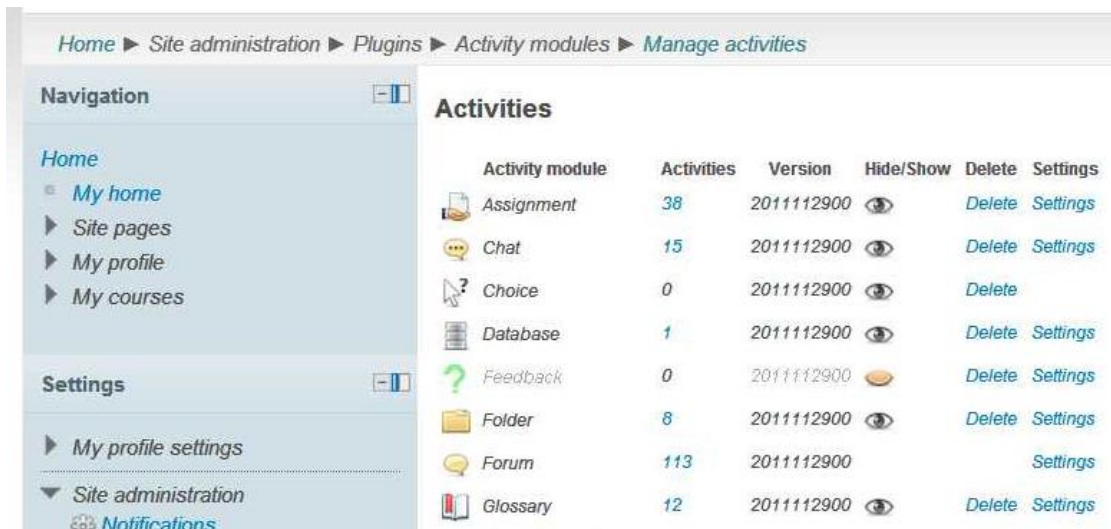 Home ► Site administration ► Plugins ► Activity modules ► Manage activities
Navigation
Home
My home
Site pages
My profile
My courses
Settings
My profile settings
Site administration
Notifications
Activities
Activity module Activities Version Hide/Show Delete Settings
Assignment 38 2011112900 Delete Settings
Chat 15 2011112900 Delete Settings
Choice 0 2011112900 Delete
Database 1 2011112900 Delete Settings
Feedback 0 2011112900 Delete Settings
Folder 8 2011112900 Delete Settings
Forum 113 2011112900 Settings
Glossary 12 2011112900 Delete Settings